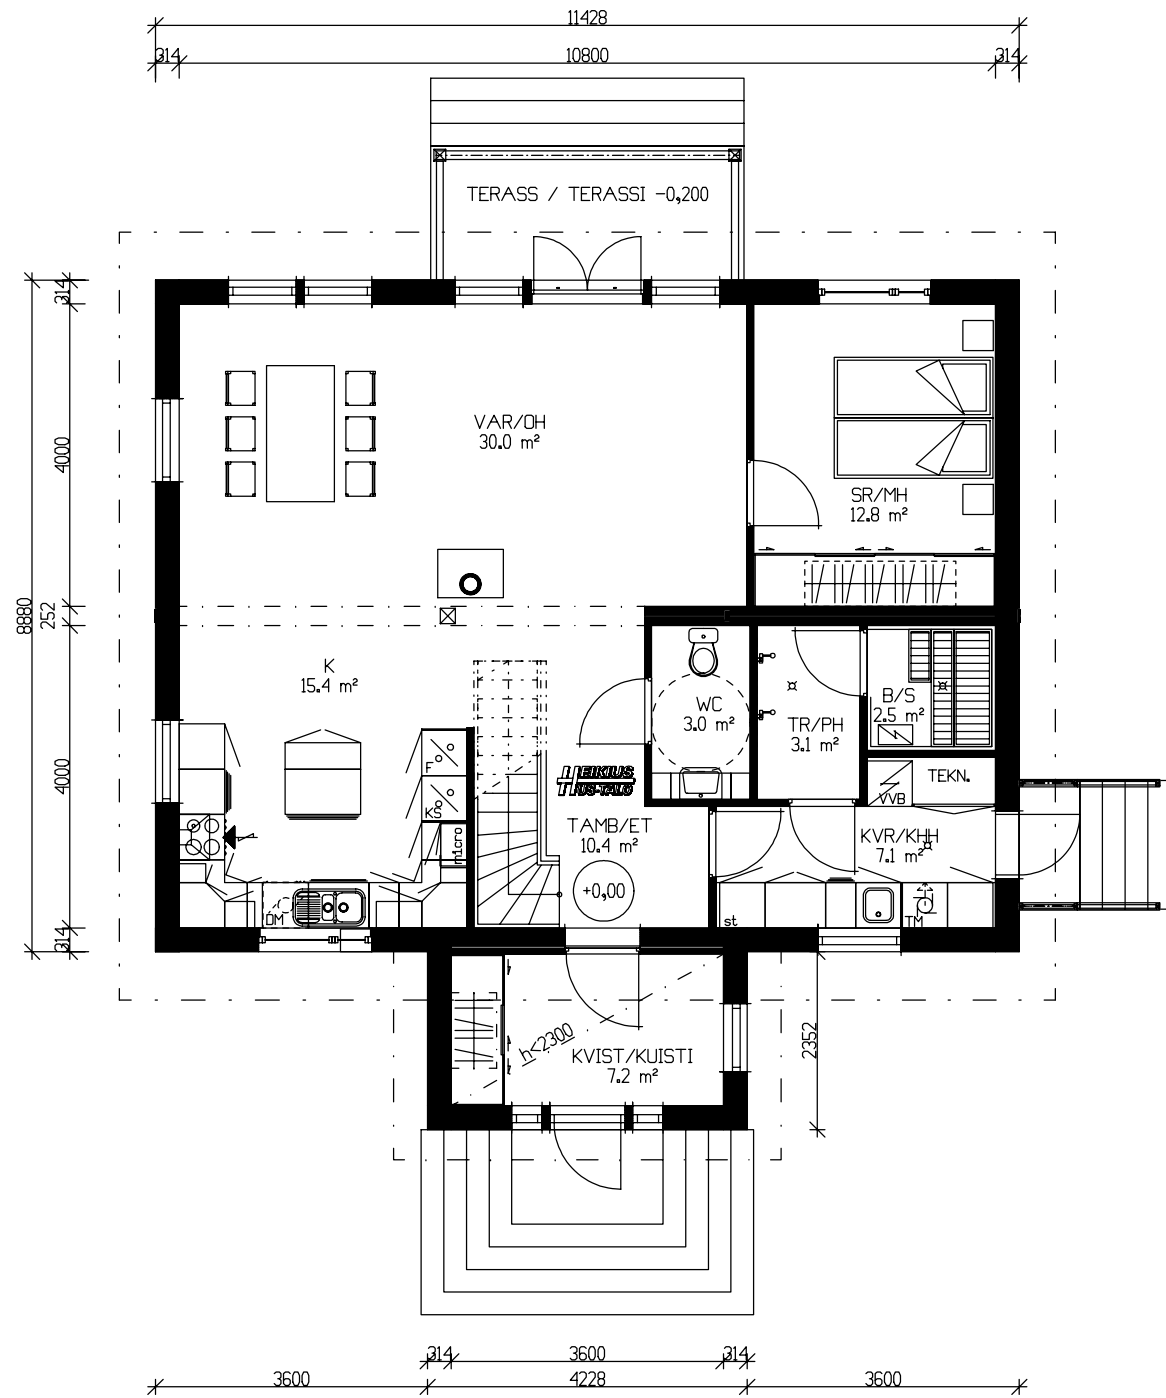 11428
314
10800
314
TERASS / TERASSI -0,200
314
4000
8880
252
4000
314
VAR/OH
30.0 m²
SR/MH
12.8 m²
K
15.4 m²
WC
3.0 m²
TR/PH
3.1 m²
B/S
2.5 m²
F
KS
micro
HEIKIUS
HUS-TALO
TEKN.
VVB
TAMB/ET
10.4 m²
KVR/KHH
7.1 m²
+0,00
DM
st
TM
h<2300
KVIST/KUISTI
7.2 m²
2352
314
3600
314
3600
4228
3600